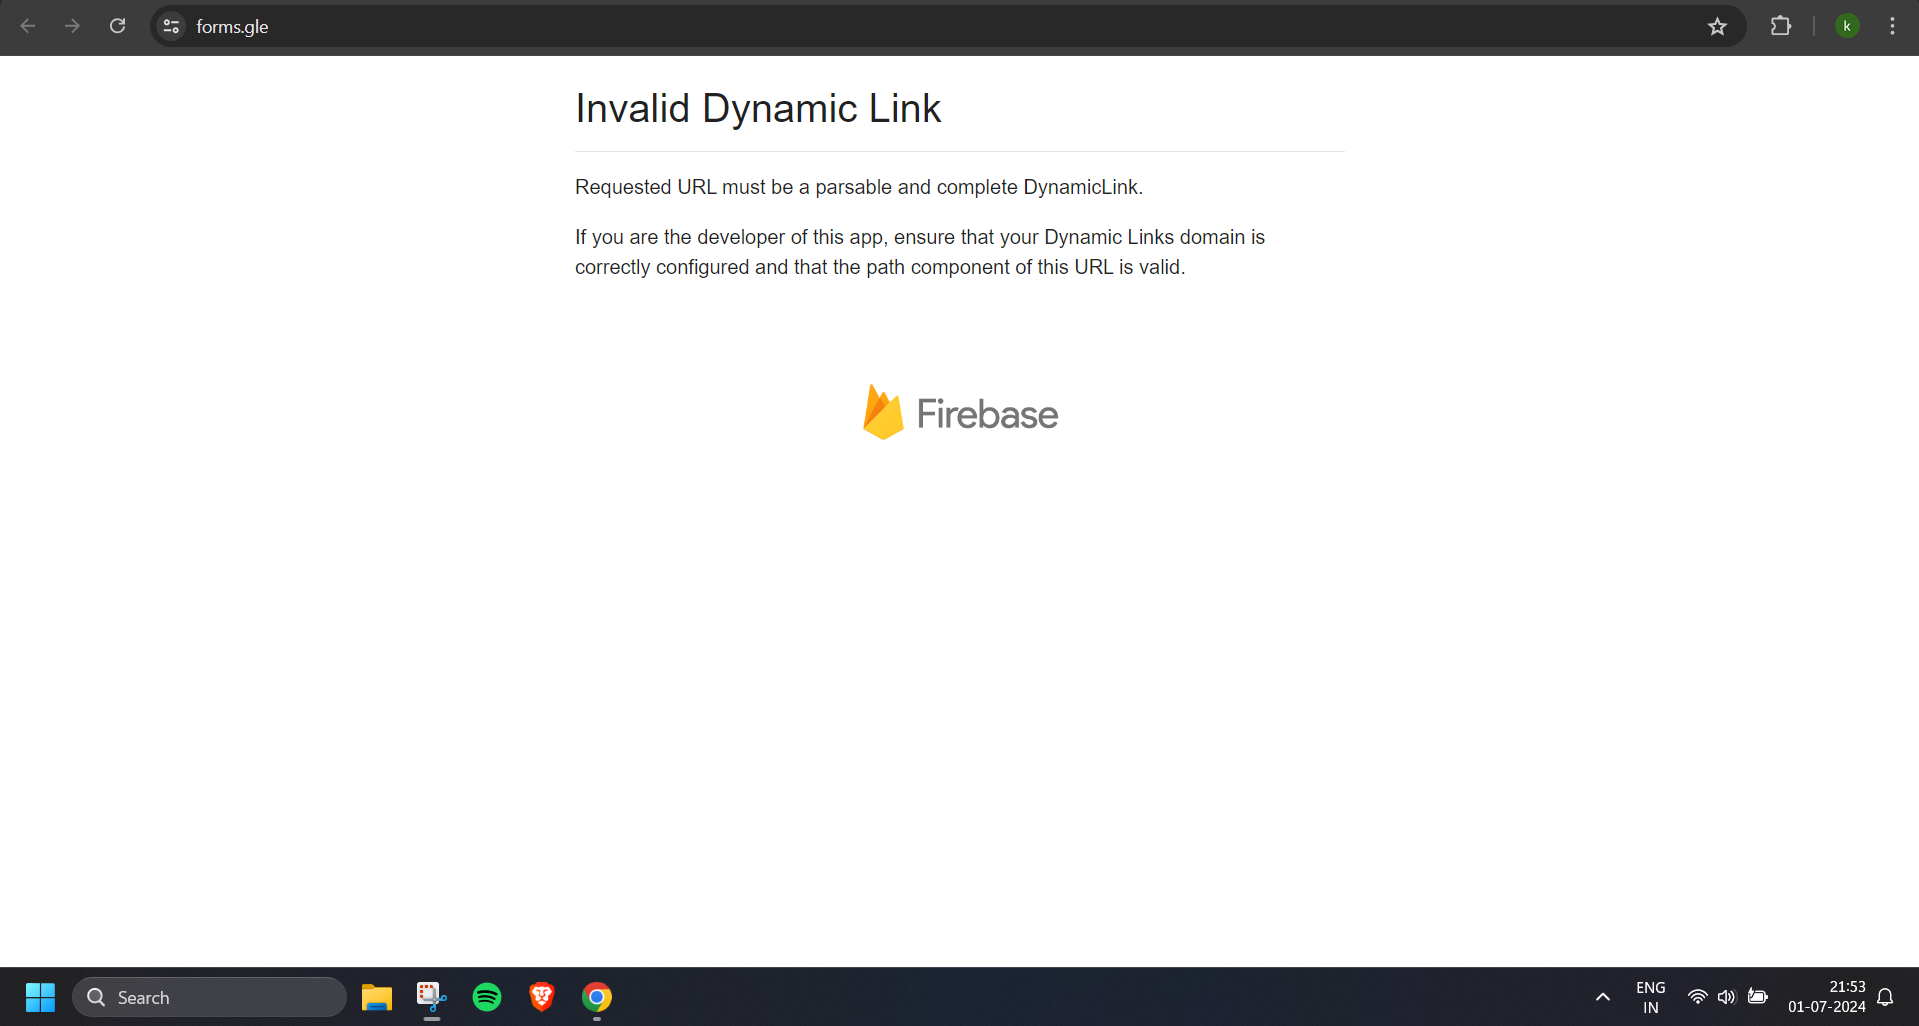 forms.gle
k
Invalid Dynamic Link
Requested URL must be a parsable and complete DynamicLink.
If you are the developer of this app, ensure that your Dynamic Links domain is
correctly configured and that the path component of this URL is valid.
Firebase
Search
ENG
IN
21:53
01-07-2024